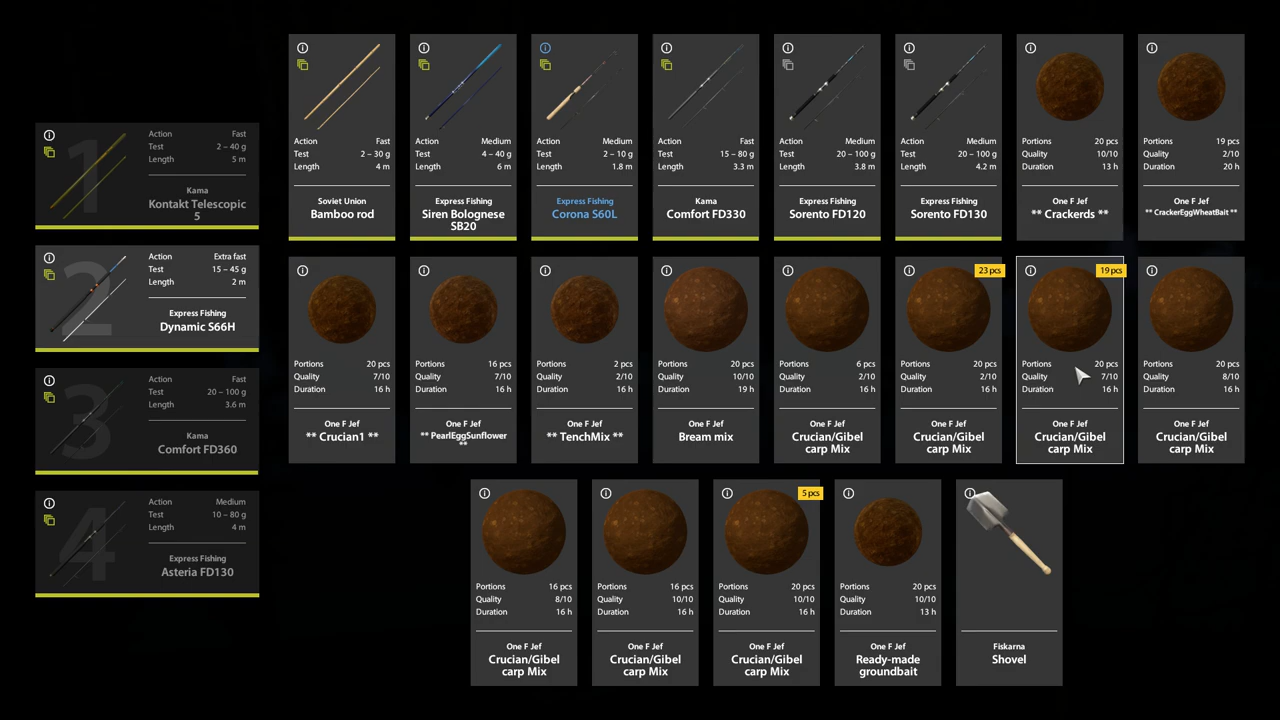 1
Action Fast
Test 2 – 40 g
Length 5 m
Kama
Kontakt Telescopic
5
2
Action Extra fast
Test 15 – 45 g
Length 2 m
Express Fishing
Dynamic S66H
3
Action Fast
Test 20 – 100 g
Length 3.6 m
Kama
Comfort FD360
4
Action Medium
Test 10 – 80 g
Length 4 m
Express Fishing
Asteria FD130
Action Fast
Test 2 – 30 g
Length 4 m
Soviet Union
Bamboo rod
Action Medium
Test 4 – 40 g
Length 6 m
Express Fishing
Siren Bolognese
SB20
Action Medium
Test 2 – 10 g
Length 1.8 m
Express Fishing
Corona S60L
Action Fast
Test 15 – 80 g
Length 3.3 m
Kama
Comfort FD330
Action Medium
Test 20 – 100 g
Length 3.8 m
Express Fishing
Sorento FD120
Action Medium
Test 20 – 100 g
Length 4.2 m
Express Fishing
Sorento FD130
Portions 20 pcs
Quality 10/10
Duration 13 h
One F Jef
** Crackerds **
Portions 19 pcs
Quality 2/10
Duration 20 h
One F Jef
** CrackerEggWheatBait **
Portions 20 pcs
Quality 7/10
Duration 16 h
One F Jef
** Crucian1 **
Portions 16 pcs
Quality 7/10
Duration 16 h
One F Jef
** PearlEggSunflower
**
Portions 2 pcs
Quality 2/10
Duration 16 h
One F Jef
** TenchMix **
Portions 20 pcs
Quality 10/10
Duration 19 h
One F Jef
Bream mix
Portions 6 pcs
Quality 2/10
Duration 16 h
One F Jef
Crucian/Gibel
carp Mix
23 pcs
Portions 20 pcs
Quality 2/10
Duration 16 h
One F Jef
Crucian/Gibel
carp Mix
19 pcs
Portions 20 pcs
Quality 7/10
Duration 16 h
One F Jef
Crucian/Gibel
carp Mix
Portions 20 pcs
Quality 8/10
Duration 16 h
One F Jef
Crucian/Gibel
carp Mix
Portions 16 pcs
Quality 8/10
Duration 16 h
One F Jef
Crucian/Gibel
carp Mix
Portions 16 pcs
Quality 10/10
Duration 16 h
One F Jef
Crucian/Gibel
carp Mix
5 pcs
Portions 20 pcs
Quality 10/10
Duration 16 h
One F Jef
Crucian/Gibel
carp Mix
Portions 20 pcs
Quality 10/10
Duration 13 h
One F Jef
Ready-made
groundbait
Fiskarna
Shovel